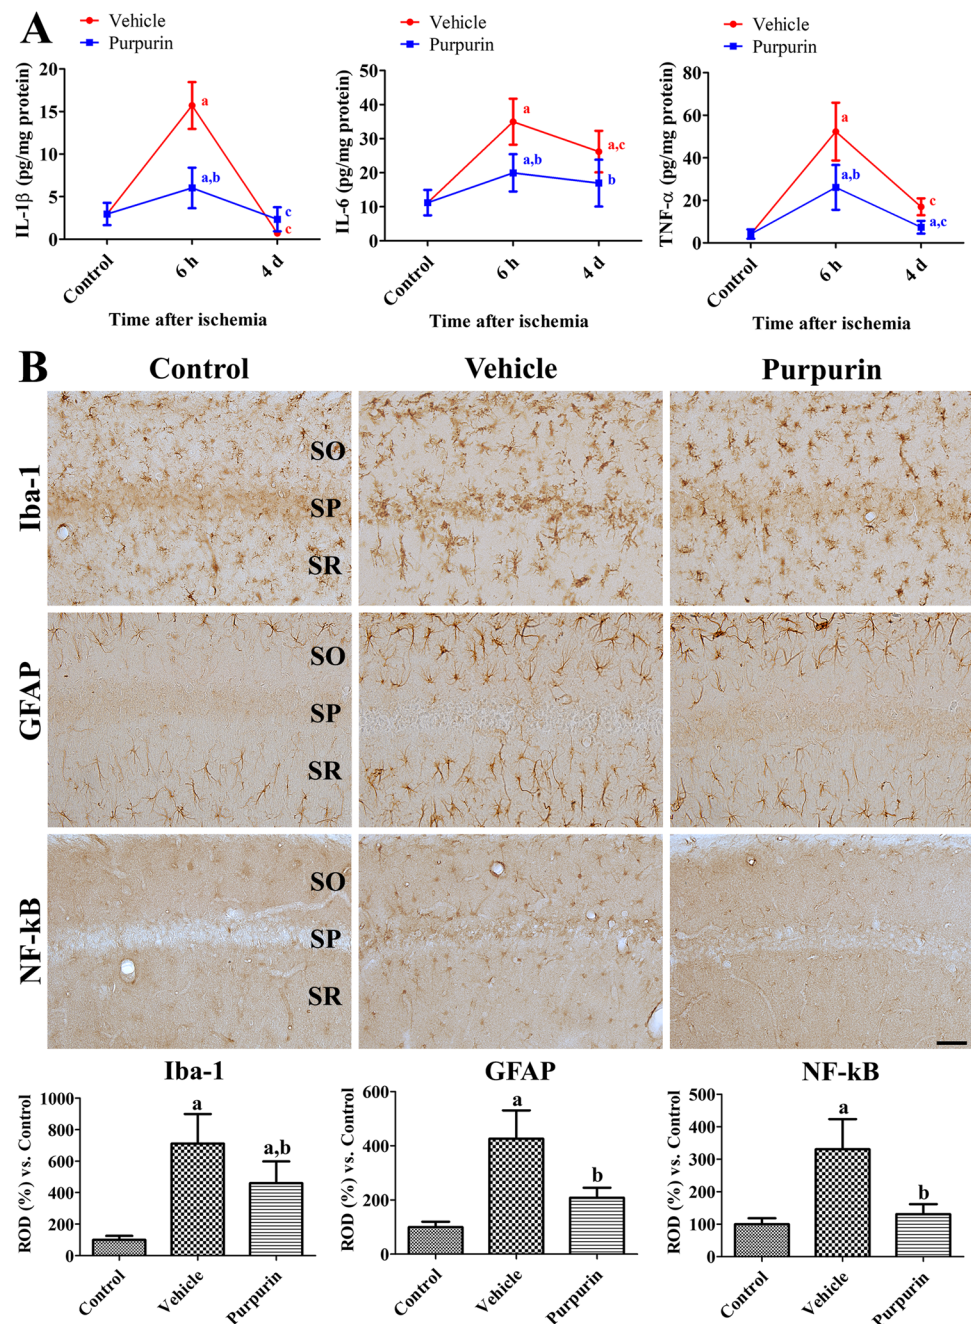 A
Vehicle
Purpurin
IL-1β (pg/mg protein)
20
15
10
5
0
a
a,b
c
c
Control
6 h
4 d
Time after ischemia
Vehicle
Purpurin
IL-6 (pg/mg protein)
50
40
30
20
10
0
a
a,b
a,c
b
Control
6 h
4 d
Time after ischemia
Vehicle
Purpurin
TNF-α (pg/mg protein)
80
60
40
20
0
a
a,b
c
a,c
Control
6 h
4 d
Time after ischemia
B
Control
Vehicle
Purpurin
Iba-1
SO
SP
SR
GFAP
SO
SP
SR
NF-kB
SO
SP
SR
Iba-1
ROD (%) vs. Control
1000
800
600
400
200
0
a
a,b
Control
Vehicle
Purpurin
GFAP
ROD (%) vs. Control
600
400
200
0
a
b
Control
Vehicle
Purpurin
NF-kB
ROD (%) vs. Control
500
400
300
200
100
0
a
b
Control
Vehicle
Purpurin